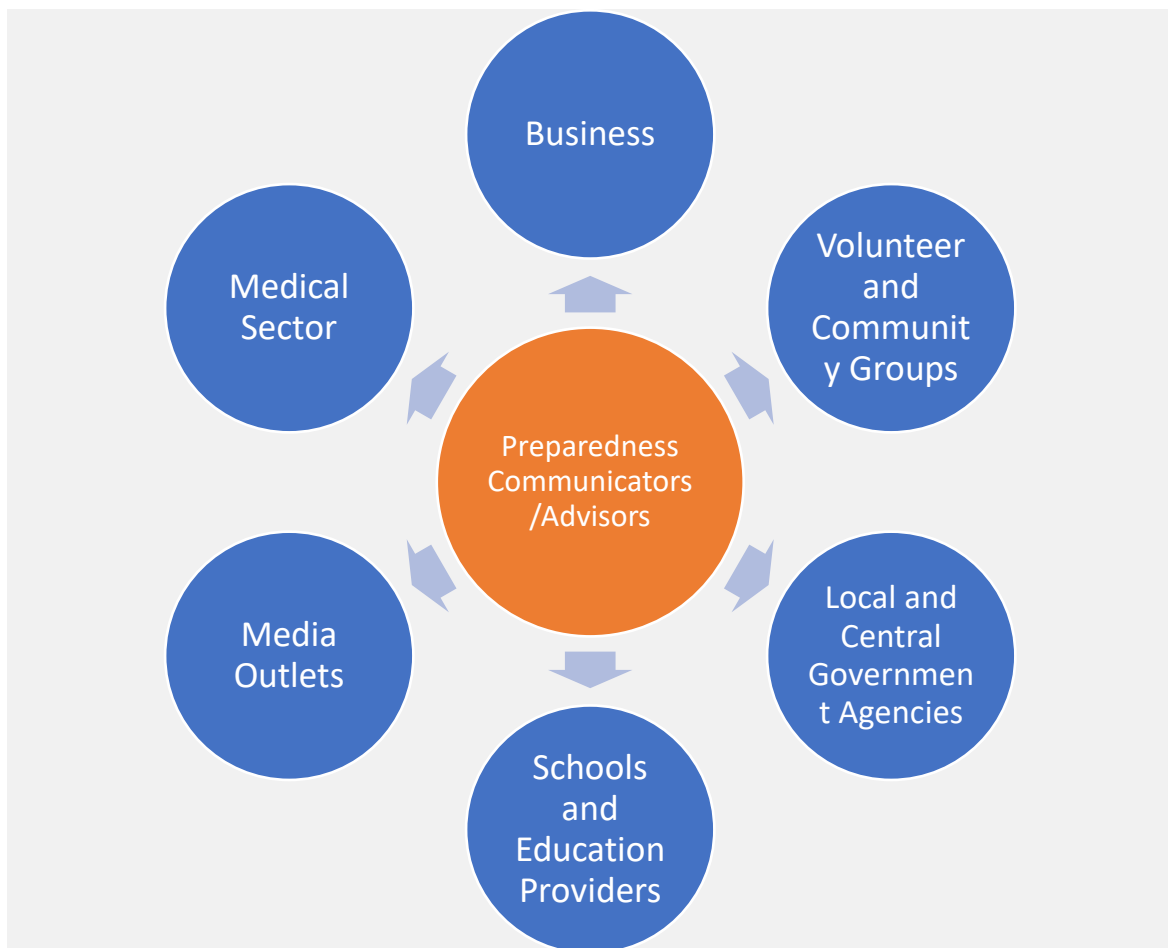 Business
Volunteer
and
Communit
y Groups
Local and
Central
Governmen
t Agencies
Schools
and
Education
Providers
Media
Outlets
Medical
Sector
Preparedness
Communicators
/Advisors